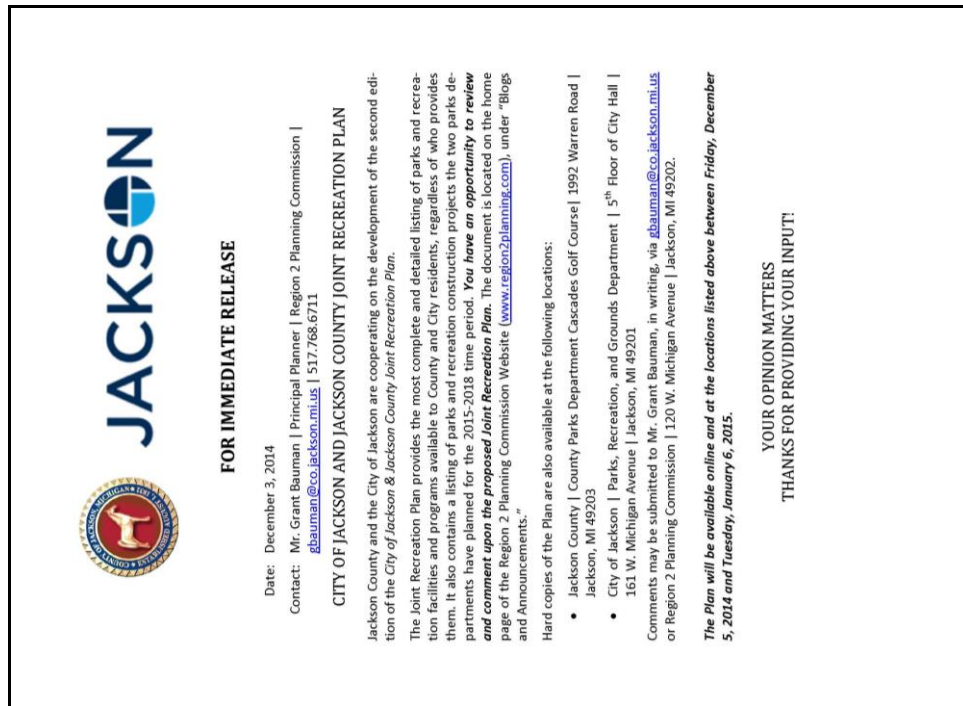 JACKSON
FOR IMMEDIATE RELEASE
Date: December 3, 2014
Contact: Mr. Grant Bauman | Principal Planner | Region 2 Planning Commission |
gbauman@co.jackson.mi.us | 517.768.6711
CITY OF JACKSON AND JACKSON COUNTY JOINT RECREATION PLAN
Jackson County and the City of Jackson are cooperating on the development of the second edi-
tion of the City of Jackson & Jackson County Joint Recreation Plan.
The Joint Recreation Plan provides the most complete and detailed listing of parks and recrea-
tion facilities and programs available to County and City residents, regardless of who provides
them. It also contains a listing of parks and recreation construction projects the two parks de-
partments have planned for the 2015-2018 time period. You have an opportunity to review
and comment upon the proposed Joint Recreation Plan. The document is located on the home
page of the Region 2 Planning Commission Website (www.region2planning.com), under “Blogs
and Announcements.”
Hard copies of the Plan are also available at the following locations:
• Jackson County | County Parks Department Cascades Golf Course| 1992 Warren Road |
Jackson, MI 49203
• City of Jackson | Parks, Recreation, and Grounds Department | 5th Floor of City Hall |
161 W. Michigan Avenue | Jackson, MI 49201
Comments may be submitted to Mr. Grant Bauman, in writing, via gbauman@co.jackson.mi.us
or Region 2 Planning Commission | 120 W. Michigan Avenue | Jackson, MI 49202.
The Plan will be available online and at the locations listed above between Friday, December
5, 2014 and Tuesday, January 6, 2015.
YOUR OPINION MATTERS
THANKS FOR PROVIDING YOUR INPUT!